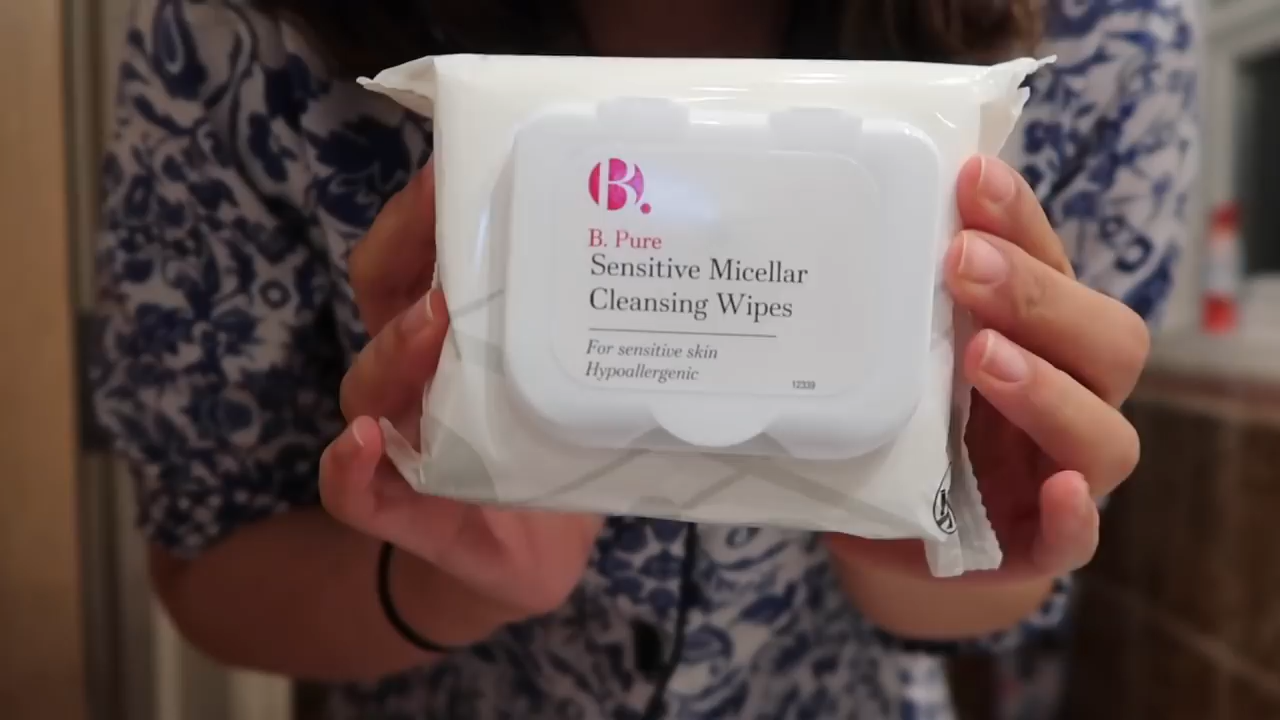 B.
B. Pure
Sensitive Micellar
Cleansing Wipes
For sensitive skin
Hypoallergenic
12339